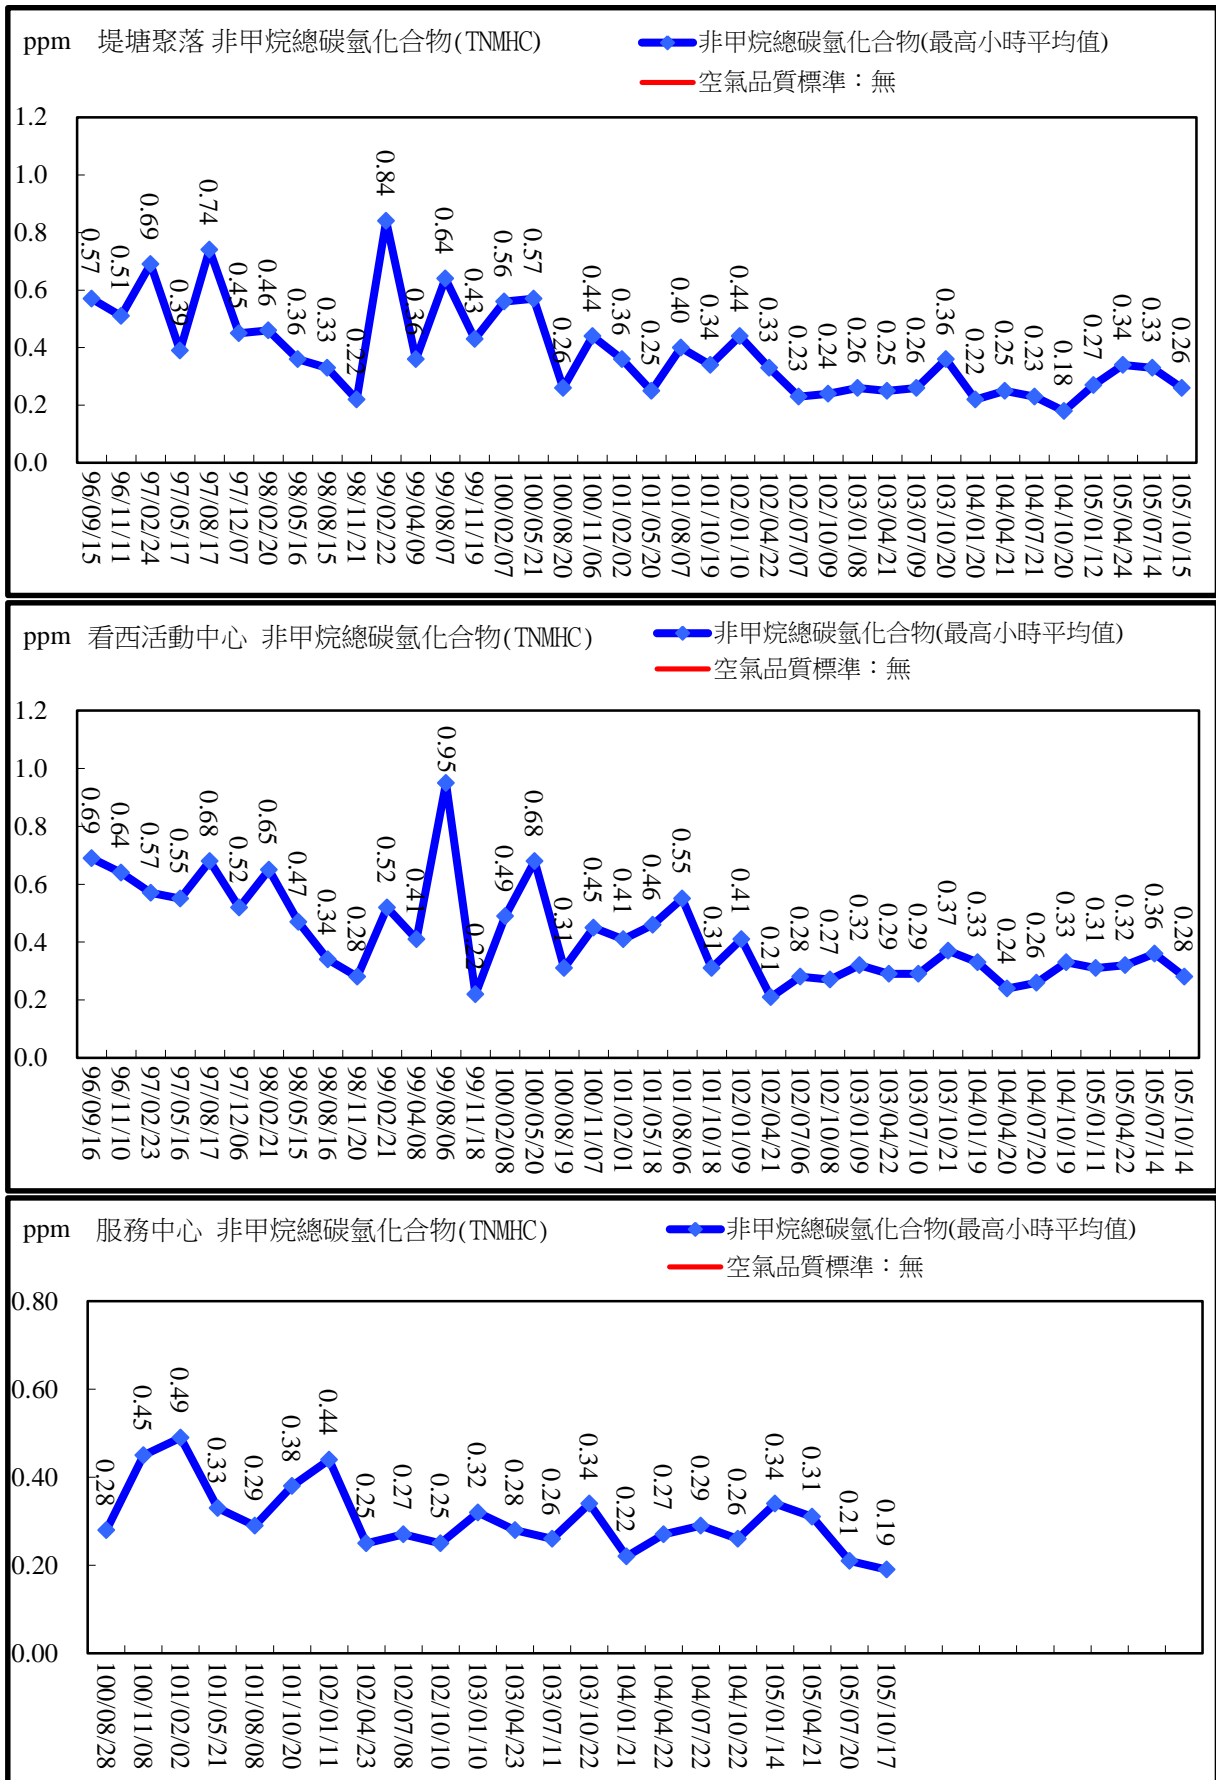 ppm 堤塘聚落 非甲烷總碳氫化合物(TNMHC)
非甲烷總碳氫化合物(最高小時平均值)
空氣品質標準：無
1.2
1.0
0.8
0.6
0.4
0.2
0.0
0.57 0.51 0.69 0.39 0.74 0.45 0.46 0.36 0.33 0.22 0.84 0.36 0.64 0.43 0.56 0.57 0.26 0.44 0.36 0.25 0.40 0.34 0.44 0.33 0.23 0.24 0.26 0.25 0.26 0.36 0.22 0.25 0.23 0.18 0.27 0.34 0.33 0.26
96/09/15 96/11/11 97/02/24 97/05/17 97/08/17 97/12/07 98/02/20 98/05/16 98/08/15 98/11/21 99/02/22 99/04/09 99/08/07 99/11/19 100/02/07 100/05/21 100/08/20 100/11/06 101/02/02 101/05/20 101/08/07 101/10/19 102/01/10 102/04/22 102/07/07 102/10/09 103/01/08 103/04/21 103/07/09 103/10/20 104/01/20 104/04/21 104/07/21 104/10/20 105/01/12 105/04/24 105/07/14 105/10/15
ppm 看西活動中心 非甲烷總碳氫化合物(TNMHC)
非甲烷總碳氫化合物(最高小時平均值)
空氣品質標準：無
1.2
1.0
0.8
0.6
0.4
0.2
0.0
0.69 0.64 0.57 0.55 0.68 0.52 0.65 0.47 0.34 0.28 0.52 0.41 0.95 0.22 0.49 0.68 0.31 0.45 0.41 0.46 0.55 0.31 0.41 0.21 0.28 0.27 0.32 0.29 0.29 0.37 0.33 0.24 0.26 0.33 0.31 0.32 0.36 0.28
96/09/16 96/11/10 97/02/23 97/05/16 97/08/17 97/12/06 98/02/21 98/05/15 98/08/16 98/11/20 99/02/21 99/04/08 99/08/06 99/11/18 100/02/08 100/05/20 100/08/19 100/11/07 101/02/01 101/05/18 101/08/06 101/10/18 102/01/09 102/04/21 102/07/06 102/10/08 103/01/09 103/04/22 103/07/10 103/10/21 104/01/19 104/04/20 104/07/20 104/10/19 105/01/11 105/04/22 105/07/14 105/10/14
ppm 服務中心 非甲烷總碳氫化合物(TNMHC)
非甲烷總碳氫化合物(最高小時平均值)
空氣品質標準：無
0.80
0.60
0.40
0.20
0.00
0.28 0.45 0.49 0.33 0.29 0.38 0.44 0.25 0.27 0.25 0.32 0.28 0.26 0.34 0.22 0.27 0.29 0.26 0.34 0.31 0.21 0.19
100/08/28 100/11/08 101/02/02 101/05/21 101/08/08 101/10/20 102/01/11 102/04/23 102/07/08 102/10/10 103/01/10 103/04/23 103/07/11 103/10/22 104/01/21 104/04/22 104/07/22 104/10/22 105/01/14 105/04/21 105/07/20 105/10/17